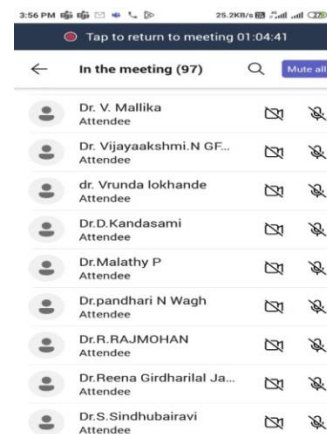 3:56 PM 25.2KB/s
Tap to return to meeting 01:04:41
In the meeting (97) Mute all
Dr. V. Mallika
Attendee
Dr. Vijayaakshmi.N GF...
Attendee
dr. Vrunda lokhande
Attendee
Dr.D.Kandasami
Attendee
Dr.Malathy P
Attendee
Dr.pandhari N Wagh
Attendee
Dr.R.RAJMOHAN
Attendee
Dr.Reena Girdharilal Ja...
Attendee
Dr.S.Sindhubairavi
Attendee